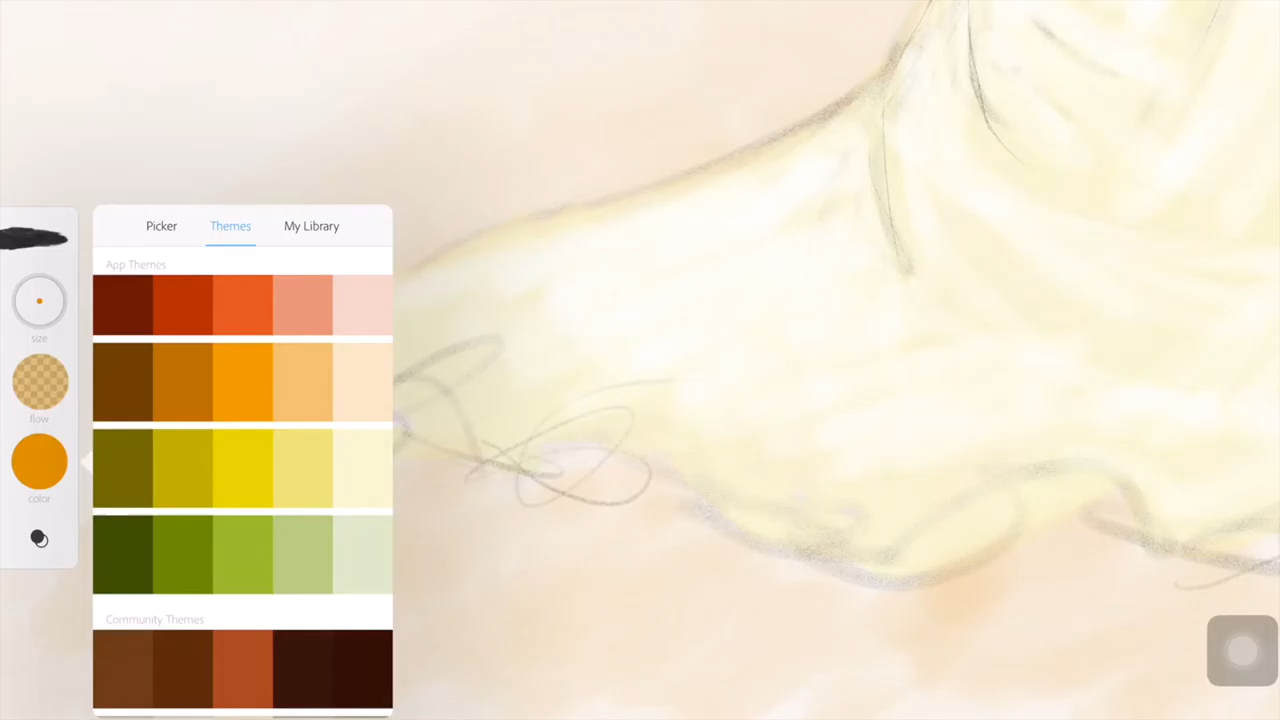 Picker Themes My Library
App Themes
size
flow
color
Community Themes